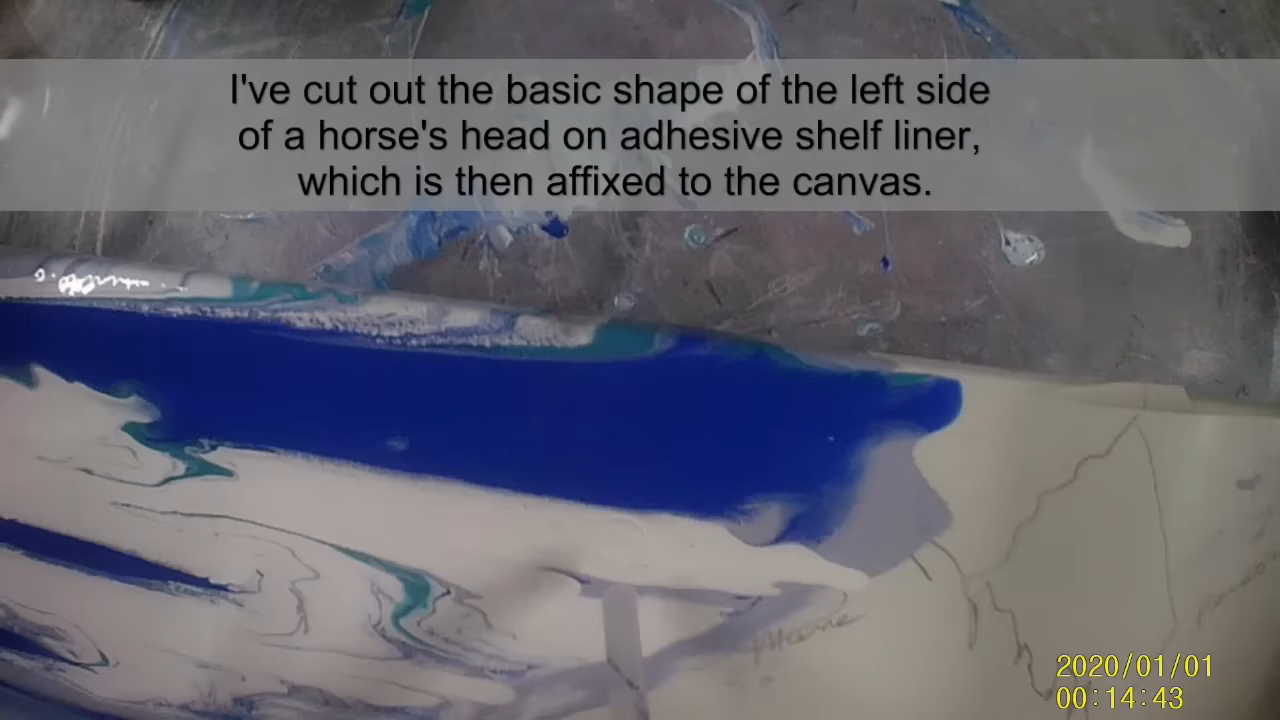 I've cut out the basic shape of the left side
of a horse's head on adhesive shelf liner,
which is then affixed to the canvas.
2020/01/01
00:14:43